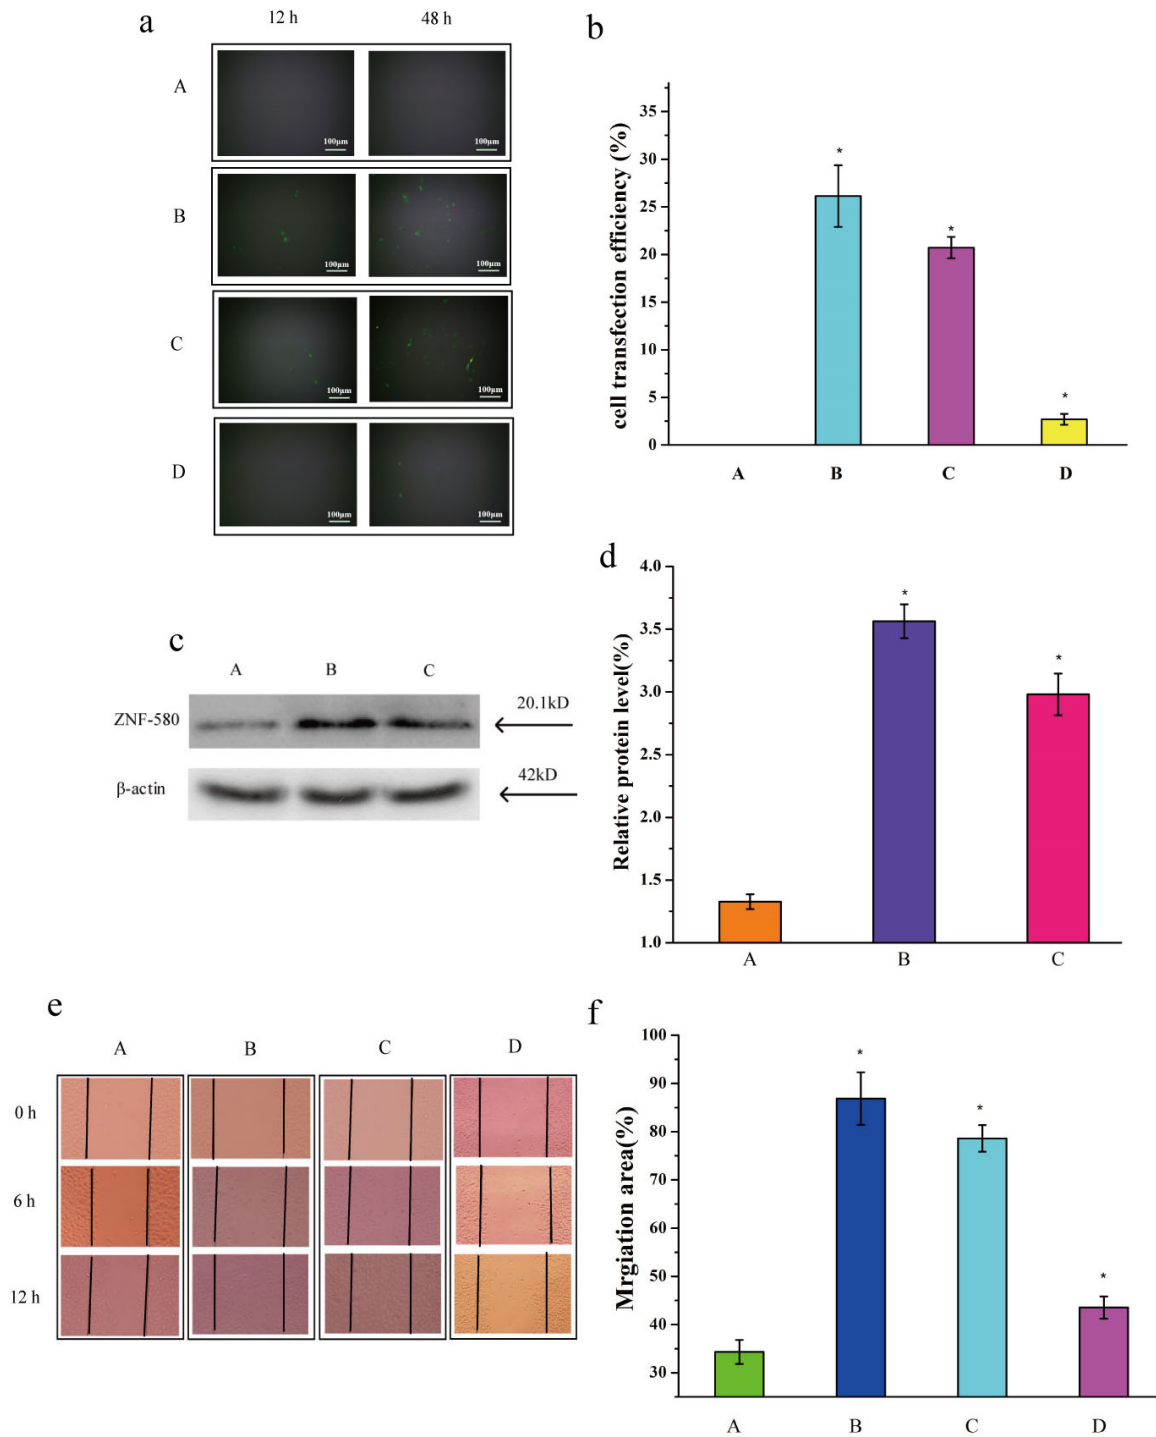 a
12 h 48 h
A
100μm 100μm
B
100μm 100μm
C
100μm 100μm
D
100μm 100μm
b
cell transfection efficiency (%)
35
30
25
20
15
10
5
0
* * *
A B C D
c
A B C
ZNF-580 20.1kD
β-actin 42kD
d
Relative protein level(%)
4.0
3.5
3.0
2.5
2.0
1.5
1.0
* *
A B C
e
A B C D
0 h
6 h
12 h
f
Mrgiation area(%)
100
90
80
70
60
50
40
30
* * *
A B C D